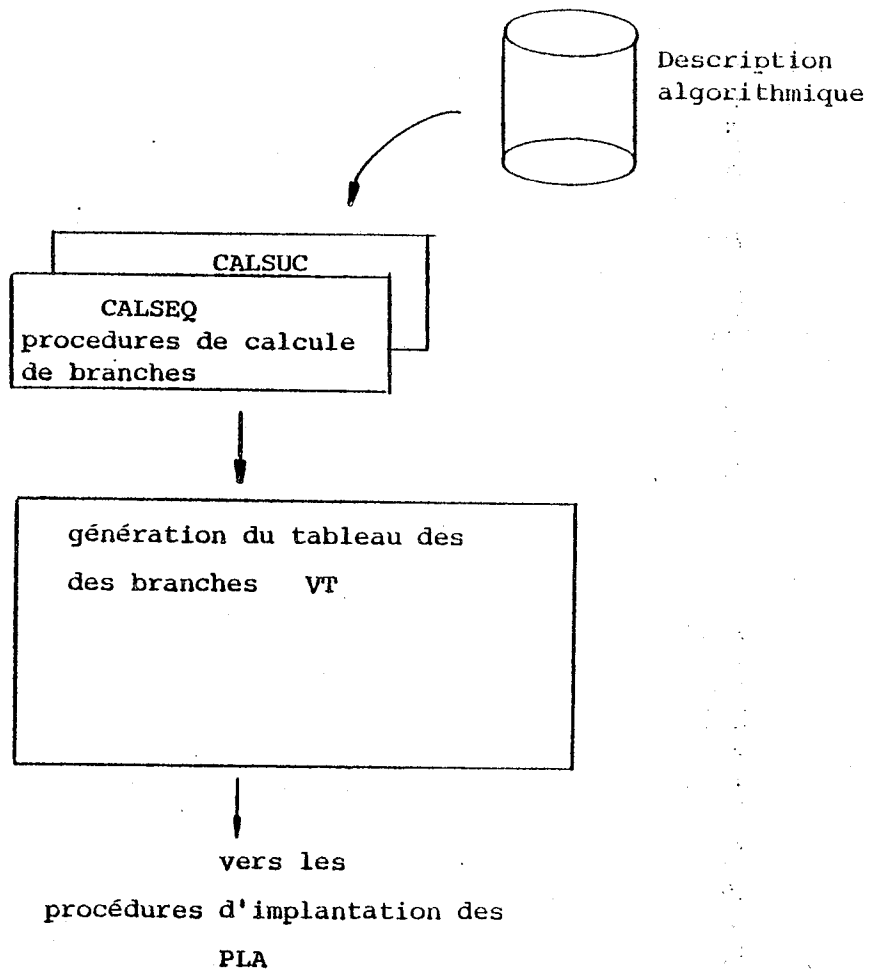 Description
algorithmique
CALSUC
CALSEQ
procedures de calcule
de branches
génération du tableau des
des branches VT
vers les
procédures d'implantation des
PLA